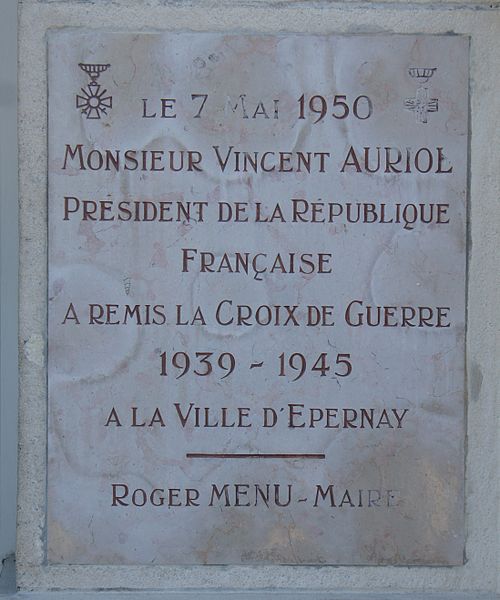 LE 7 MAI 1950
MONSIEUR VINCENT AURIOL
PRÉSIDENT DE LA RÉPUBLIQUE
FRANÇAISE
A REMIS LA CROIX DE GUERRE
1939 - 1945
A LA VILLE D'EPERNAY
ROGER MENU - MAIRE